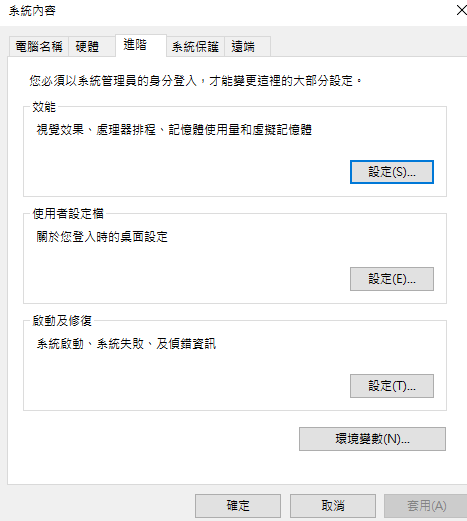 系統內容
電腦名稱 硬體 進階 系統保護 遠端
您必須以系統管理員的身分登入，才能變更這裡的大部分設定。
效能
視覺效果、處理器排程、記憶體使用量和虛擬記憶體
設定(S)...
使用者設定檔
關於您登入時的桌面設定
設定(E)...
啟動及修復
系統啟動、系統失敗、及偵錯資訊
設定(T)...
環境變數(N)...
確定 取消 套用(A)